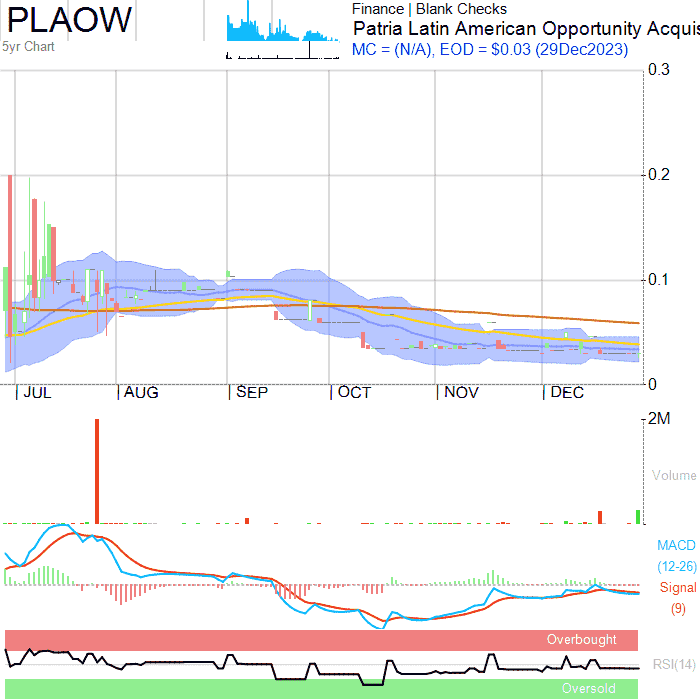 PLAOW
5yr Chart
Finance | Blank Checks
Patria Latin American Opportunity Acquis
MC = (N/A), EOD = $0.03 (29Dec2023)
0.3
0.2
0.1
0
JUL AUG SEP OCT NOV DEC
2M
Volume
MACD
(12-26)
Signal
(9)
Overbought
RSI(14)
Oversold